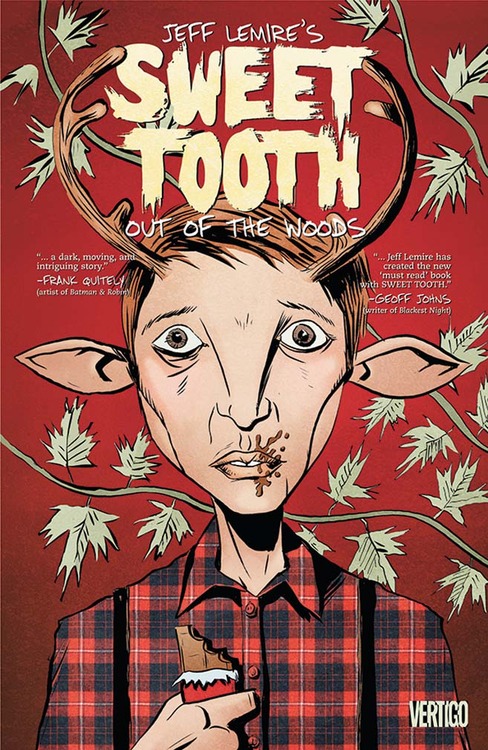 JEFF LEMIRE'S
SWEET
TOOTH
OUT OF THE WOODS
"... a dark, moving, and
intriguing story."
–FRANK QUITELY
(artist of Batman & Robin)
"... Jeff Lemire has
created the new
'must read' book
with SWEET TOOTH."
–GEOFF JOHNS
(writer of Blackest Night)
VERTIGO